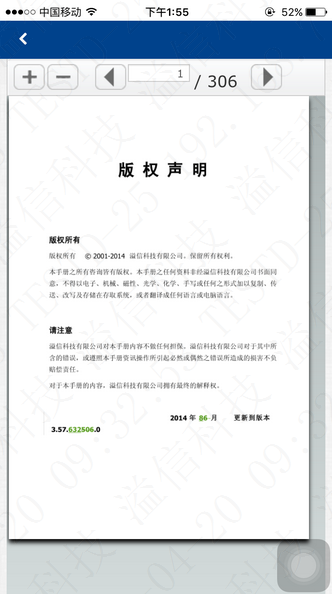 中国移动
下午1:55
52%
1 / 306
版权声明
版权所有
版权所有 © 2001-2014 溢信科技有限公司。保留所有权利。
本手册之所有咨询皆有版权。本手册之任何资料非经溢信科技有限公司书面同
意，不得以电子、机械、磁性、光学、化学、手写或任何之形式加以复制、传
送、改写及存储在存取系统，或者翻译成任何语言或电脑语言。
请注意
溢信科技有限公司对本手册内容不做任何担保。溢信科技有限公司对于其中所
含的错误，或遵照本手册资讯操作所引起必然或偶然之错误所造成的损害不负
赔偿责任。
对于本手册的内容，溢信科技有限公司拥有最终的解释权。
2014 年 86 月 更新到版本
3.57.632506.0